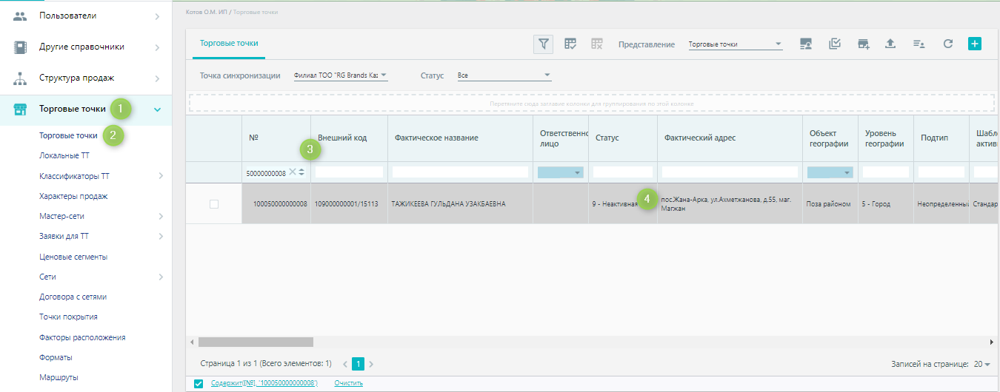 Пользователи
Другие справочники
Структура продаж
Торговые точки 1
Торговые точки 2
Локальные ТТ
Классификаторы ТТ
Характеры продаж
Мастер-сети
Заявки для ТТ
Ценовые сегменты
Сети
Договора с сетями
Точки покрытия
Факторы расположения
Форматы
Маршруты
Котов О.М. ИП / Торговые точки
Торговые точки
Представление Торговые точки
Точка синхронизации Филиал ТОО "RG Brands Каз
Статус Все
Перетяните сюда заглавие колонки для группирования по этой колонке
№
3
Внешний код
Фактическое название
Ответственно
лицо
Статус
Фактический адрес
Объект
географии
Уровень
географии
Подтип
Шабло
актив
50000000008
100050000000008
109000000001/15113
ТАЖИКЕЕВА ГУЛЬДАНА УЗАКБАЕВНА
9 - Неактивная
4
пос.Жана-Арка, ул.Ахметжанова, д.55, маг.
Магжан
Поза районом
5 - Город
Неопределенный
Стандар
Страница 1 из 1 (Всего элементов: 1) 1
Записей на странице: 20
Содержит([№], '100050000000008') Очистить